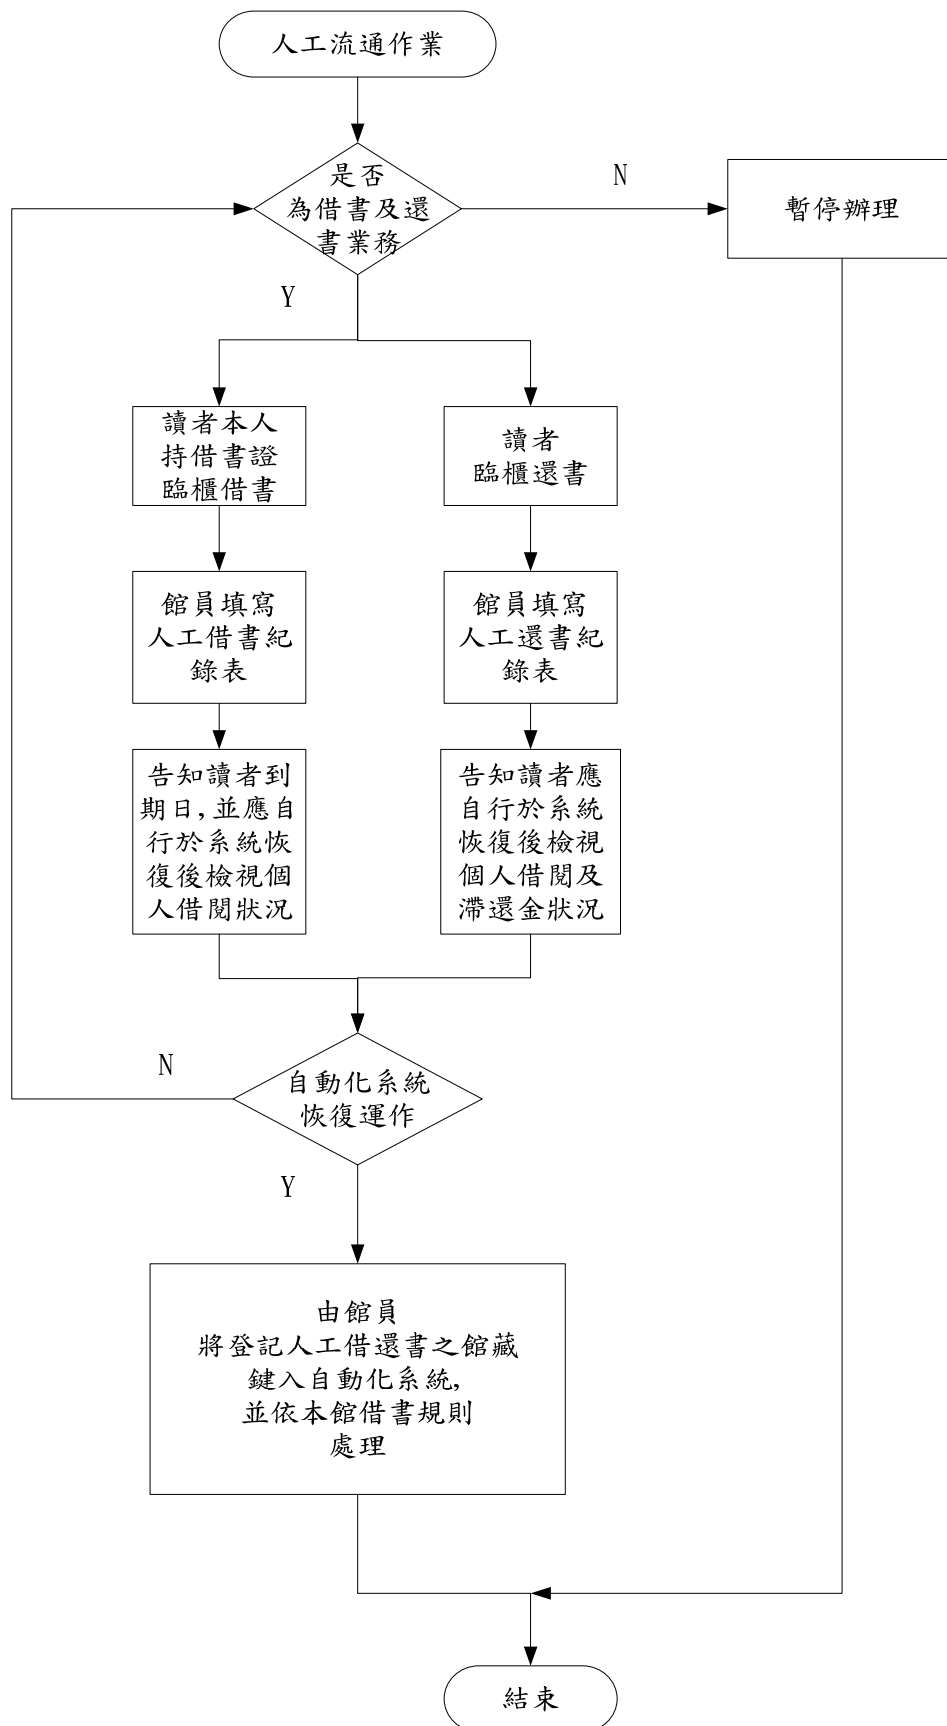 人工流通作業
是否
為借書及還
書業務
N
暫停辦理
Y
讀者本人
持借書證
臨櫃借書
讀者
臨櫃還書
館員填寫
人工借書紀
錄表
館員填寫
人工還書紀
錄表
告知讀者到
期日,並應自
行於系統恢
復後檢視個
人借閱狀況
告知讀者應
自行於系統
恢復後檢視
個人借閱及
滯還金狀況
N
自動化系統
恢復運作
Y
由館員
將登記人工借還書之館藏
鍵入自動化系統,
並依本館借書規則
處理
結束